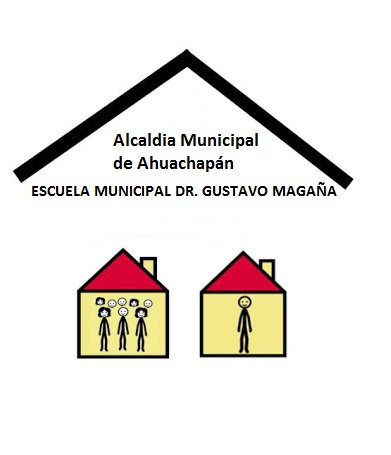 Alcaldia Municipal
de Ahuachapán
ESCUELA MUNICIPAL DR. GUSTAVO MAGAÑA